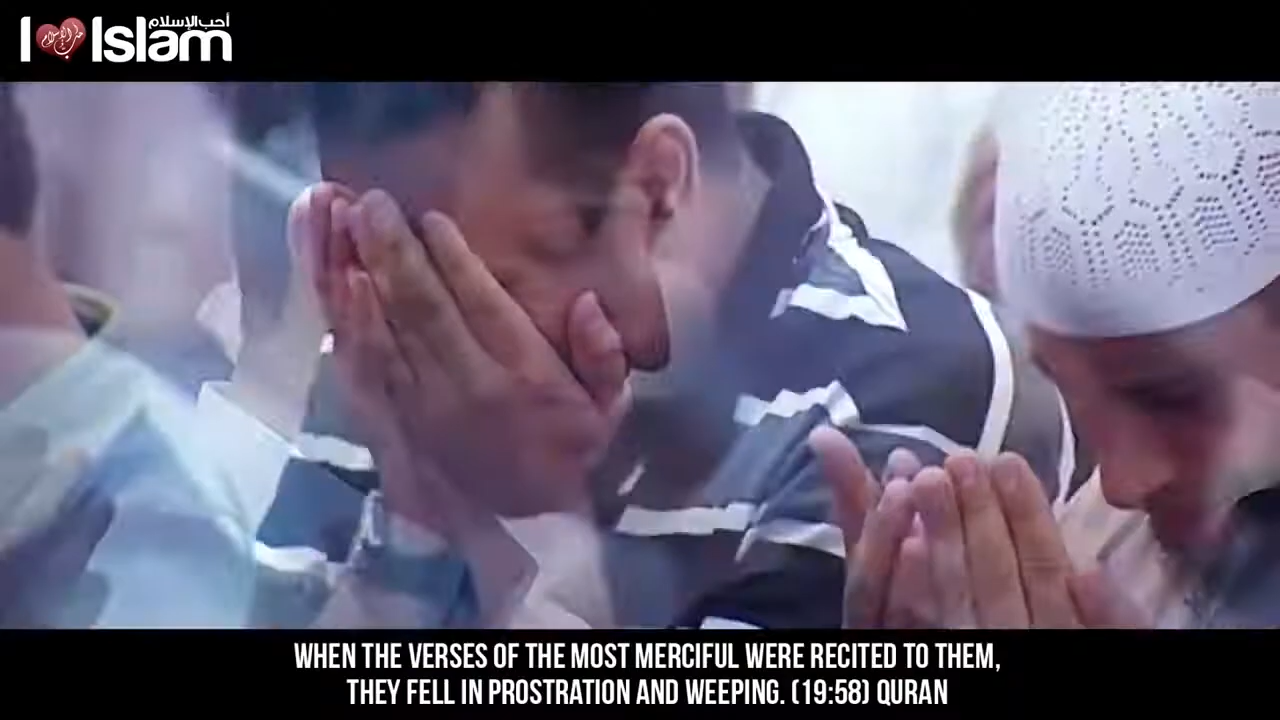 أحب الإسلام
I Islam
WHEN THE VERSES OF THE MOST MERCIFUL WERE RECITED TO THEM,
THEY FELL IN PROSTRATION AND WEEPING. (19:58) QURAN